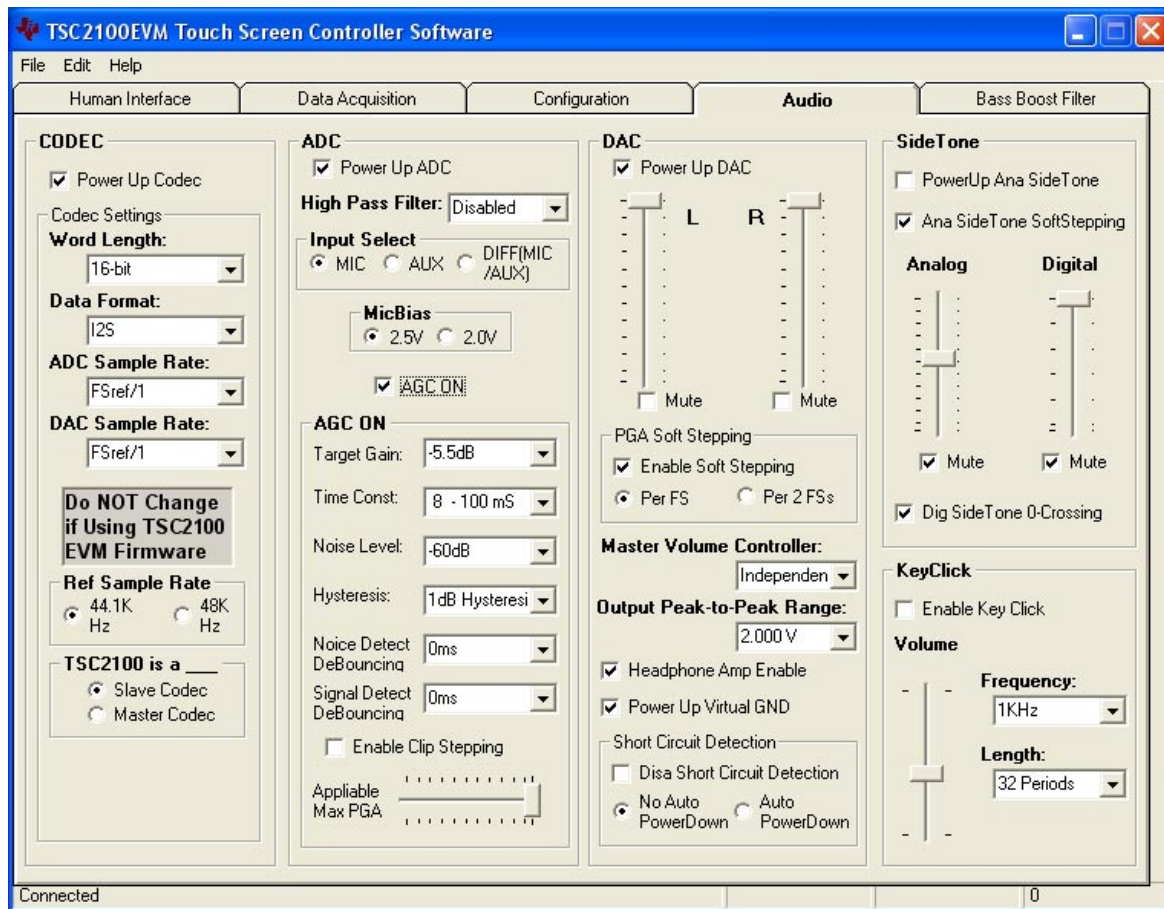 TSC2100EVM Touch Screen Controller Software
File Edit Help
Human Interface
Data Acquisition
Configuration
Audio
Bass Boost Filter
CODEC
Power Up Codec
Codec Settings
Word Length:
16-bit
Data Format:
I2S
ADC Sample Rate:
FSref/1
DAC Sample Rate:
FSref/1
Do NOT Change
if Using TSC2100
EVM Firmware
Ref Sample Rate
44.1K
Hz
48K
Hz
TSC2100 is a ___
Slave Codec
Master Codec
ADC
Power Up ADC
High Pass Filter: Disabled
Input Select
MIC
AUX
DIFF(MIC
/AUX)
MicBias
2.5V
2.0V
AGC ON
AGC ON
Target Gain: -5.5dB
Time Const: 8 - 100 mS
Noise Level: -60dB
Hysteresis: 1dB Hysteresi
Noice Detect
DeBouncing
0ms
Signal Detect
DeBouncing
0ms
Enable Clip Stepping
Appliable
Max PGA
DAC
Power Up DAC
L R
Mute
Mute
PGA Soft Stepping
Enable Soft Stepping
Per FS
Per 2 FSs
Master Volume Controller:
Independen
Output Peak-to-Peak Range:
2.000 V
Headphone Amp Enable
Power Up Virtual GND
Short Circuit Detection
Disa Short Circuit Detection
No Auto
PowerDown
Auto
PowerDown
SideTone
PowerUp Ana SideTone
Ana SideTone SoftStepping
Analog
Digital
Mute
Mute
Dig SideTone 0-Crossing
KeyClick
Enable Key Click
Volume
Frequency:
1KHz
Length:
32 Periods
Connected
0